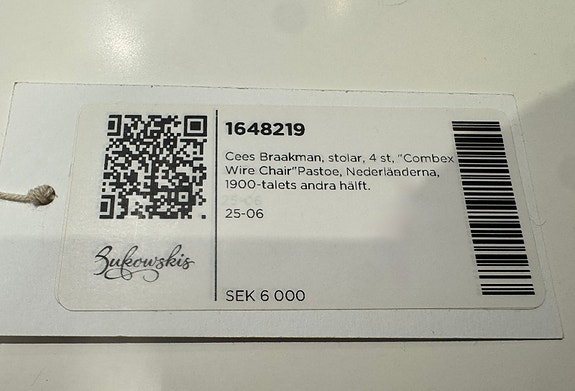 1648219
Cees Braakman, stolar, 4 st, "Combex
Wire Chair"Pastoe, Nederländerna,
1900-talets andra hälft.
25-06
Bukowskis
SEK 6 000